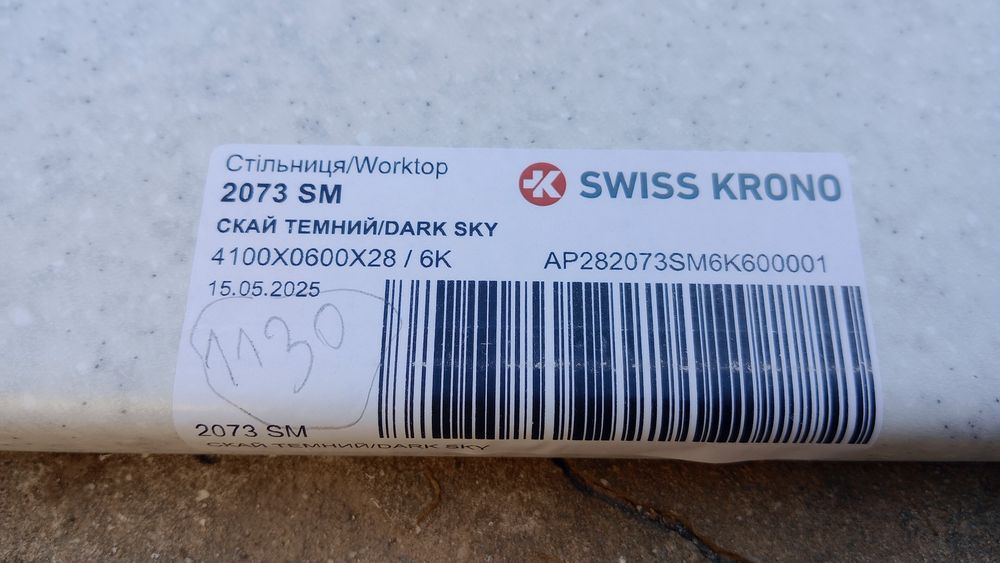 Стільниця/Worktop
2073 SM
SWISS KRONO
СКАЙ ТЕМНИЙ/DARK SKY
4100X0600X28 / 6K
AP282073SM6K600001
15.05.2025
1130
2073 SM
СКАЙ ТЕМНИЙ/DARK SKY